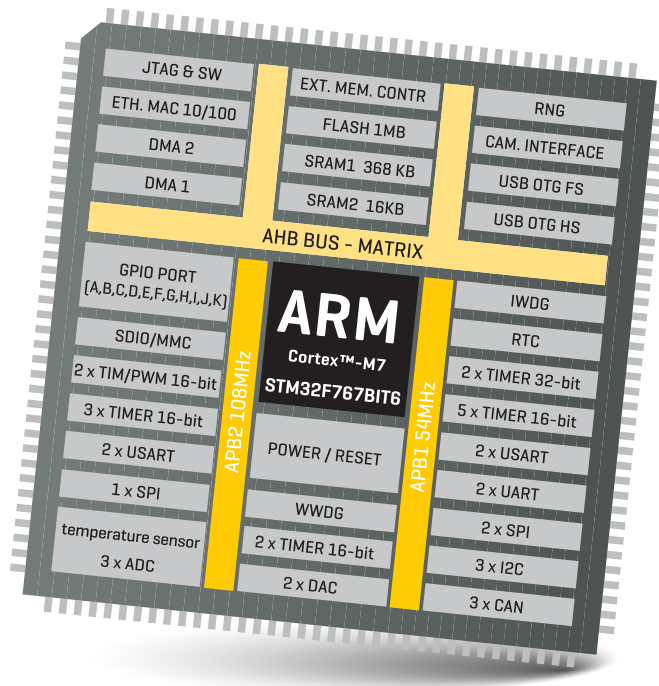 JTAG & SW
ETH. MAC 10/100
DMA 2
DMA 1
EXT. MEM. CONTR
FLASH 1MB
SRAM1 368 KB
SRAM2 16KB
RNG
CAM. INTERFACE
USB OTG FS
USB OTG HS
AHB BUS - MATRIX
GPIO PORT
(A,B,C,D,E,F,G,H,I,J,K)
SDIO/MMC
2 x TIM/PWM 16-bit
3 x TIMER 16-bit
2 x USART
1 x SPI
temperature sensor
3 x ADC
APB2 108MHz
ARM
Cortex™-M7
STM32F767BIT6
POWER / RESET
WWDG
2 x TIMER 16-bit
2 x DAC
APB1 54MHz
IWDG
RTC
2 x TIMER 32-bit
5 x TIMER 16-bit
2 x USART
2 x UART
2 x SPI
3 x I2C
3 x CAN